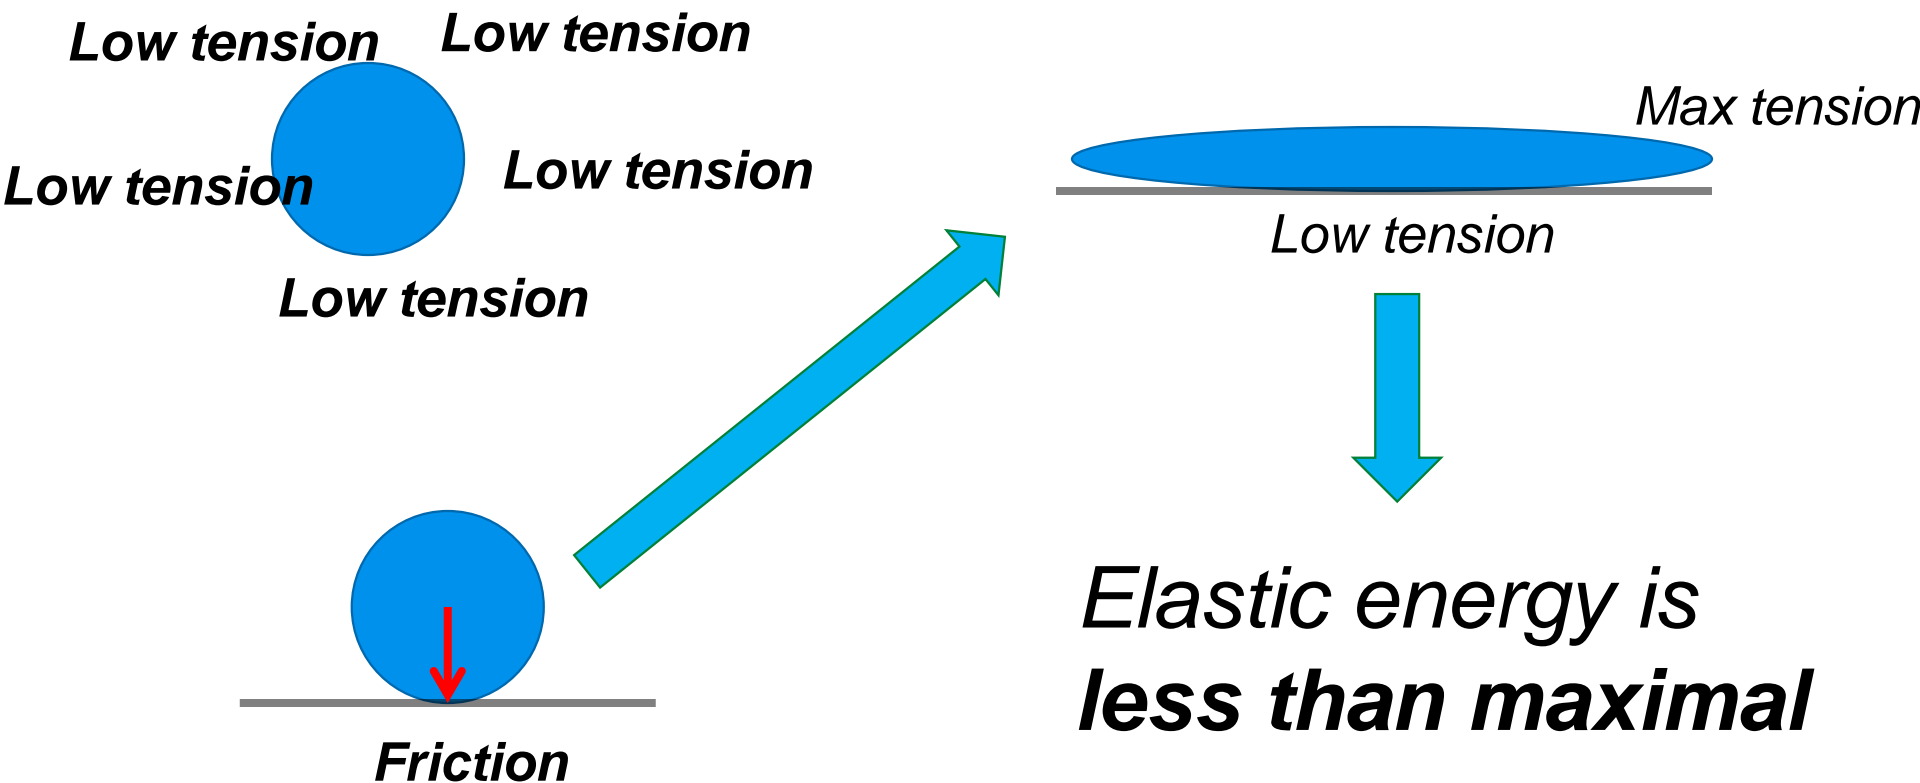 Low tension
Low tension
Low tension
Low tension
Low tension
Friction
Max tension
Low tension
Elastic energy is
less than maximal